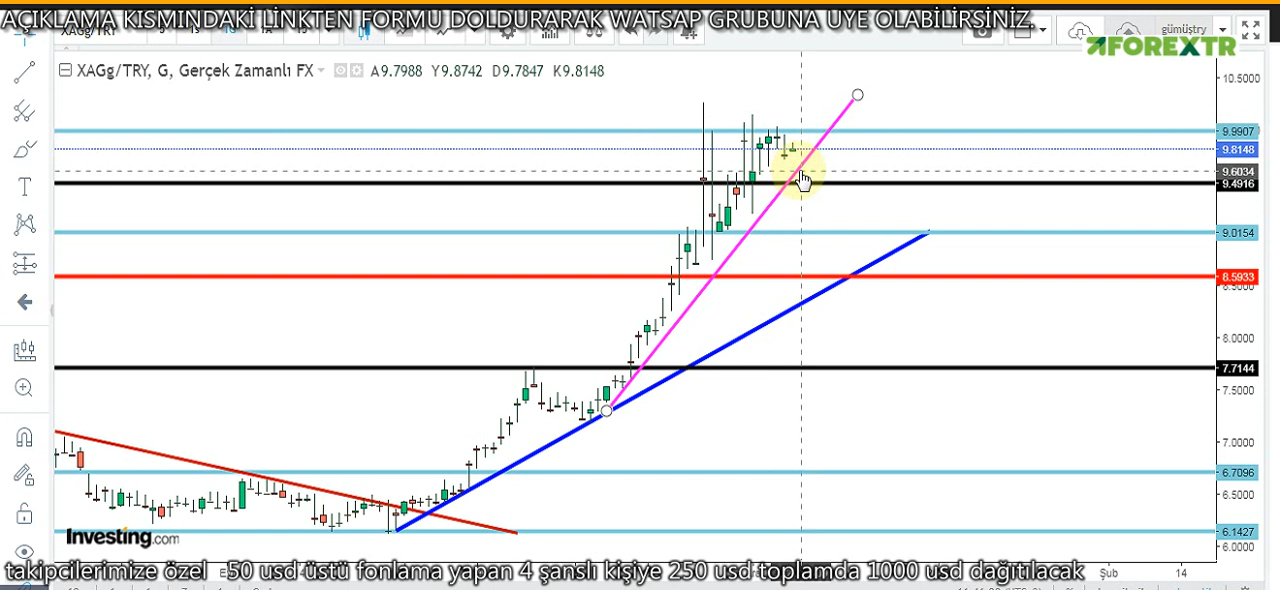 AÇIKLAMA KISMINDAKİ LİNKTEN FORMU DOLDURARAK WATSAP GRUBUNA UYE OLABİLİRSİNİZ.
XAGg/TRY
gümüştry
FOREXTR
XAGg/TRY, G, Gerçek Zamanlı FX A9.7988 Y9.8742 D9.7847 K9.8148
10.5000
9.9907
9.8148
9.6034
9.4916
9.0154
8.5933
8.5000
8.0000
7.7144
7.5000
7.0000
6.7096
6.5000
6.1427
6.0000
Investing.com
takipcilerimize özel 50 usd üstü fonlama yapan 4 şanslı kişiye 250 usd toplamda 1000 usd dağıtılacak
Şub 14